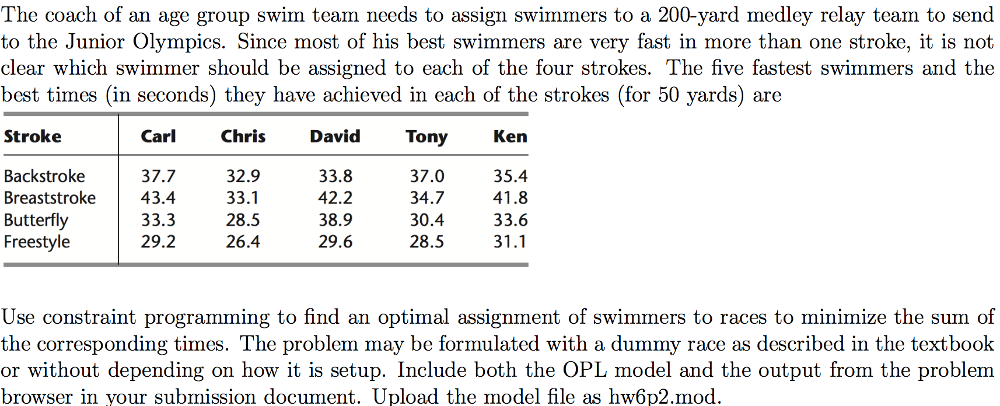 The coach of an age group swim team needs to assign swimmers to a 200-yard medley relay team to send
to the Junior Olympics. Since most of his best swimmers are very fast in more than one stroke, it is not
clear which swimmer should be assigned to each of the four strokes. The five fastest swimmers and the
best times (in seconds) they have achieved in each of the strokes (for 50 yards) are
Stroke Carl Chris David Tony Ken
Backstroke 37.7 32.9 33.8 37.0 35.4
Breaststroke 43.4 33.1 42.2 34.7 41.8
Butterfly 33.3 28.5 38.9 30.4 33.6
Freestyle 29.2 26.4 29.6 28.5 31.1
Use constraint programming to find an optimal assignment of swimmers to races to minimize the sum of
the corresponding times. The problem may be formulated with a dummy race as described in the textbook
or without depending on how it is setup. Include both the OPL model and the output from the problem
browser in your submission document. Upload the model file as hw6p2.mod.